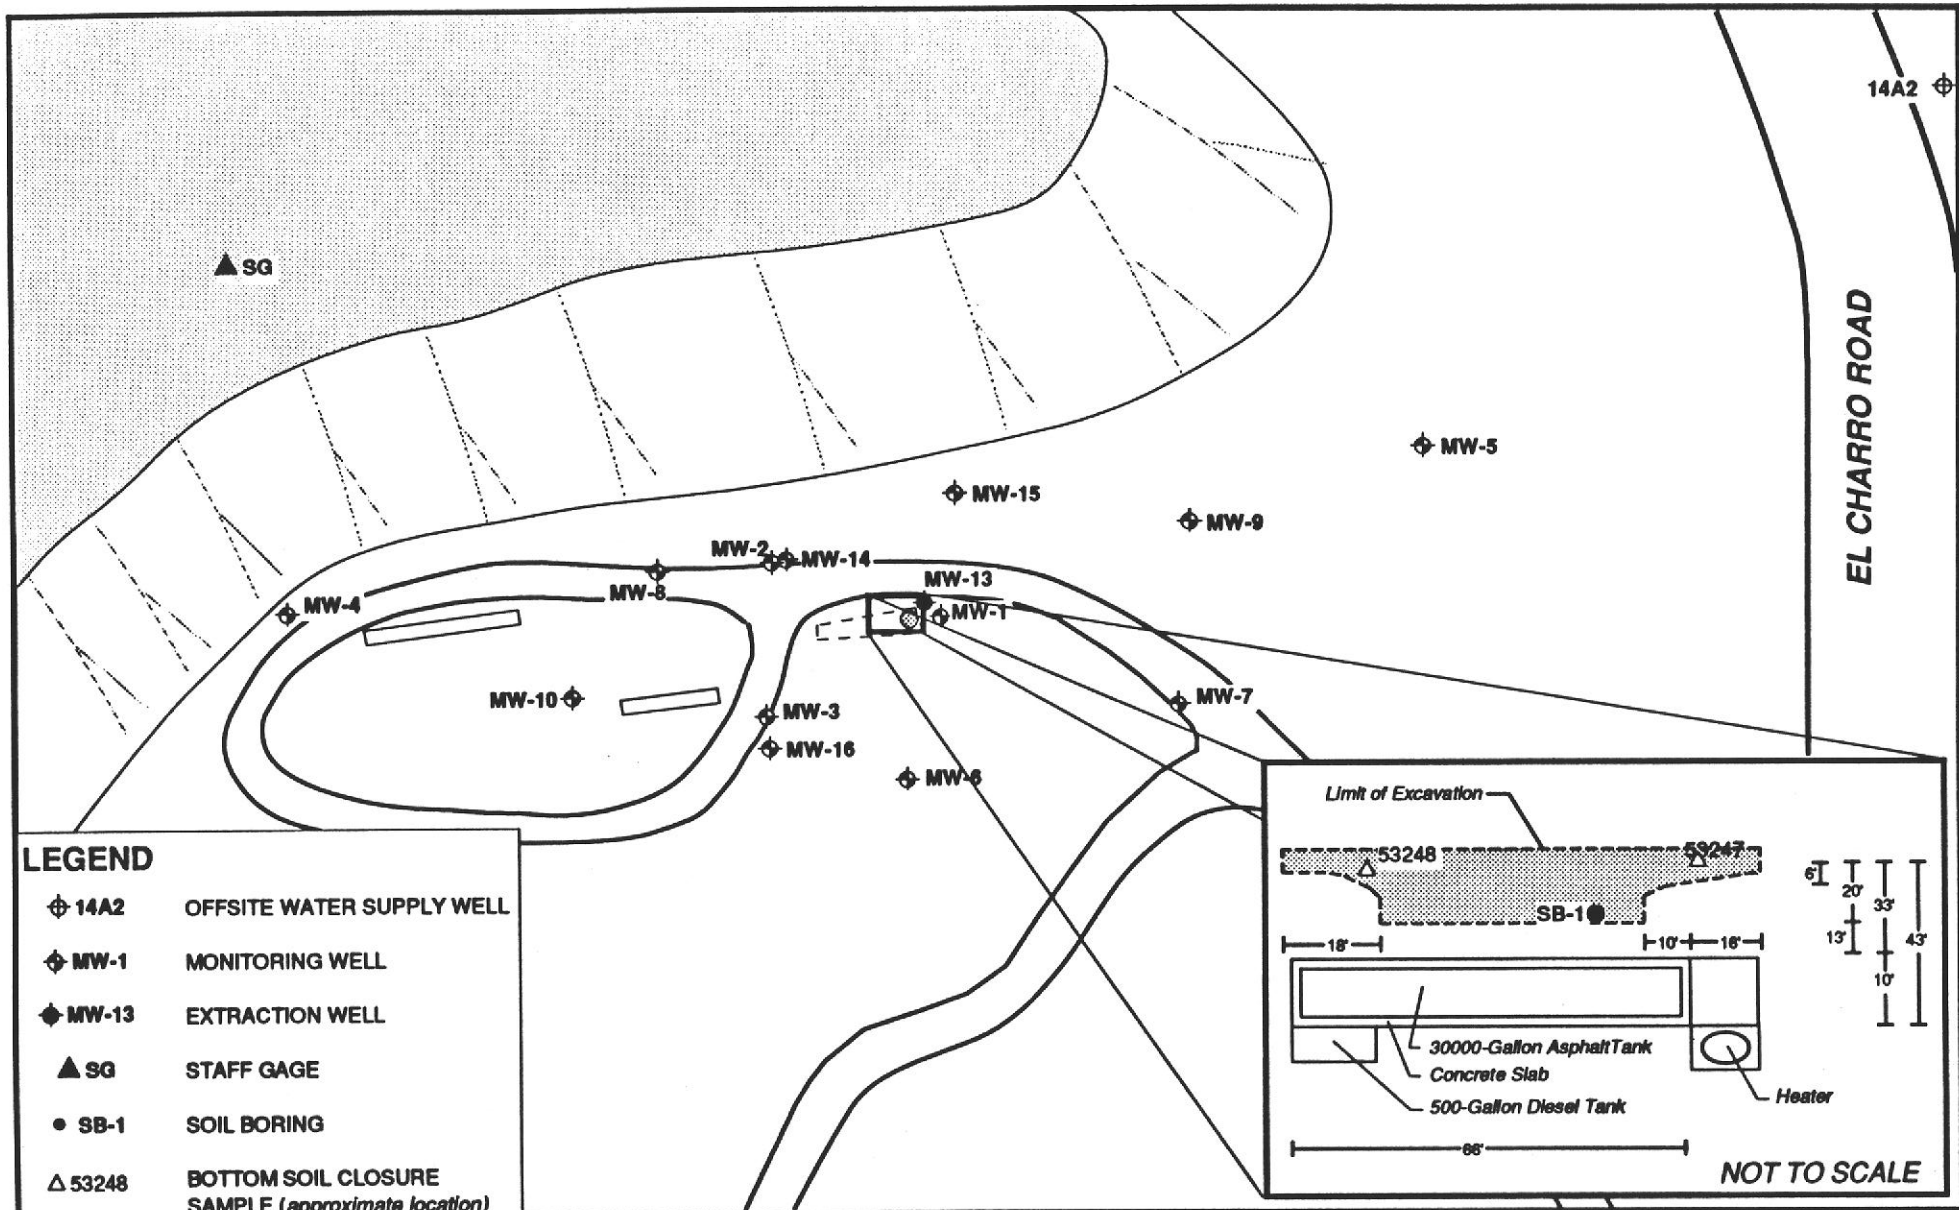 14A2
SG
EL CHARRO ROAD
MW-5
MW-15
MW-9
MW-2
MW-14
MW-13
MW-8
MW-4
MW-1
MW-10
MW-3
MW-7
MW-16
MW-6
LEGEND
14A2 OFFSITE WATER SUPPLY WELL
MW-1 MONITORING WELL
MW-13 EXTRACTION WELL
SG STAFF GAGE
SB-1 SOIL BORING
53248 BOTTOM SOIL CLOSURE
SAMPLE (approximate location)
Limit of Excavation
53248
53247
SB-1
6'
20'
33'
13'
43'
10'
18'
10'
16'
30000-Gallon Asphalt Tank
Concrete Slab
500-Gallon Diesel Tank
Heater
NOT TO SCALE